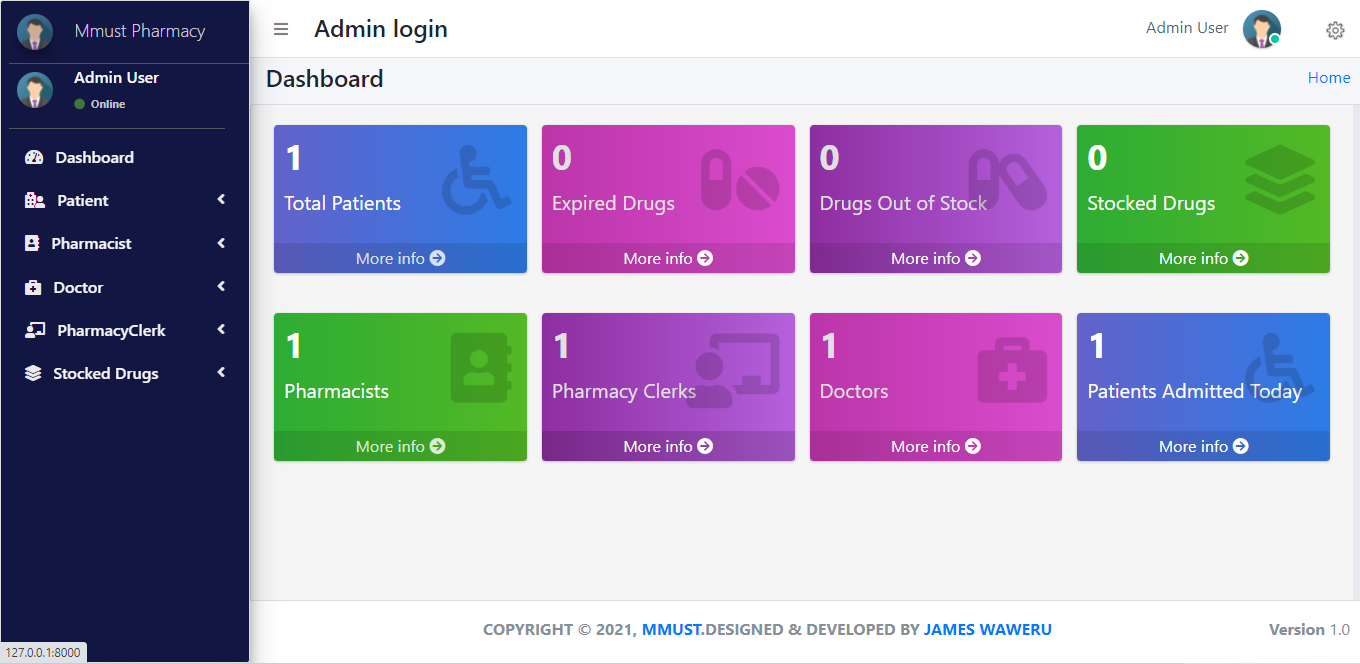 Mmust Pharmacy
Admin login
Admin User
Admin User
Online
Dashboard
Home
Dashboard
Patient
Pharmacist
Doctor
PharmacyClerk
Stocked Drugs
1
Total Patients
More info
0
Expired Drugs
More info
0
Drugs Out of Stock
More info
0
Stocked Drugs
More info
1
Pharmacists
More info
1
Pharmacy Clerks
More info
1
Doctors
More info
1
Patients Admitted Today
More info
COPYRIGHT © 2021, MMUST.DESIGNED & DEVELOPED BY JAMES WAWERU
Version 1.0
127.0.0.1:8000